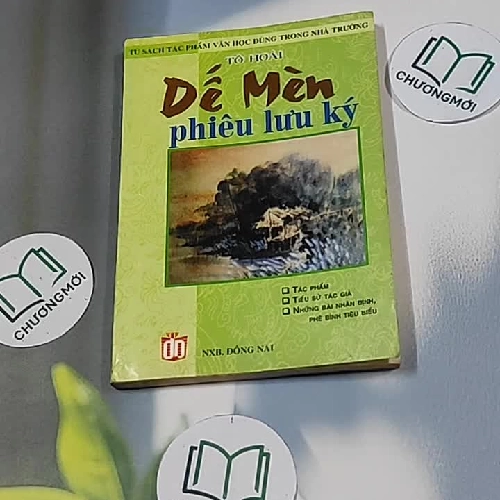 TỦ SÁCH TÁC PHẨM VĂN HỌC DÙNG TRONG NHÀ TRƯỜNG
TÔ HOÀI
Dế Mèn
phiêu lưu ký
❑ TÁC PHẨM
❑ TIỂU SỬ TÁC GIẢ
❑ NHỮNG BÀI NHẬN ĐỊNH,
PHÊ BÌNH TIÊU BIỂU
NXB. ĐỒNG NAI
CHƯƠNGMỚI
CHƯƠNGMỚI